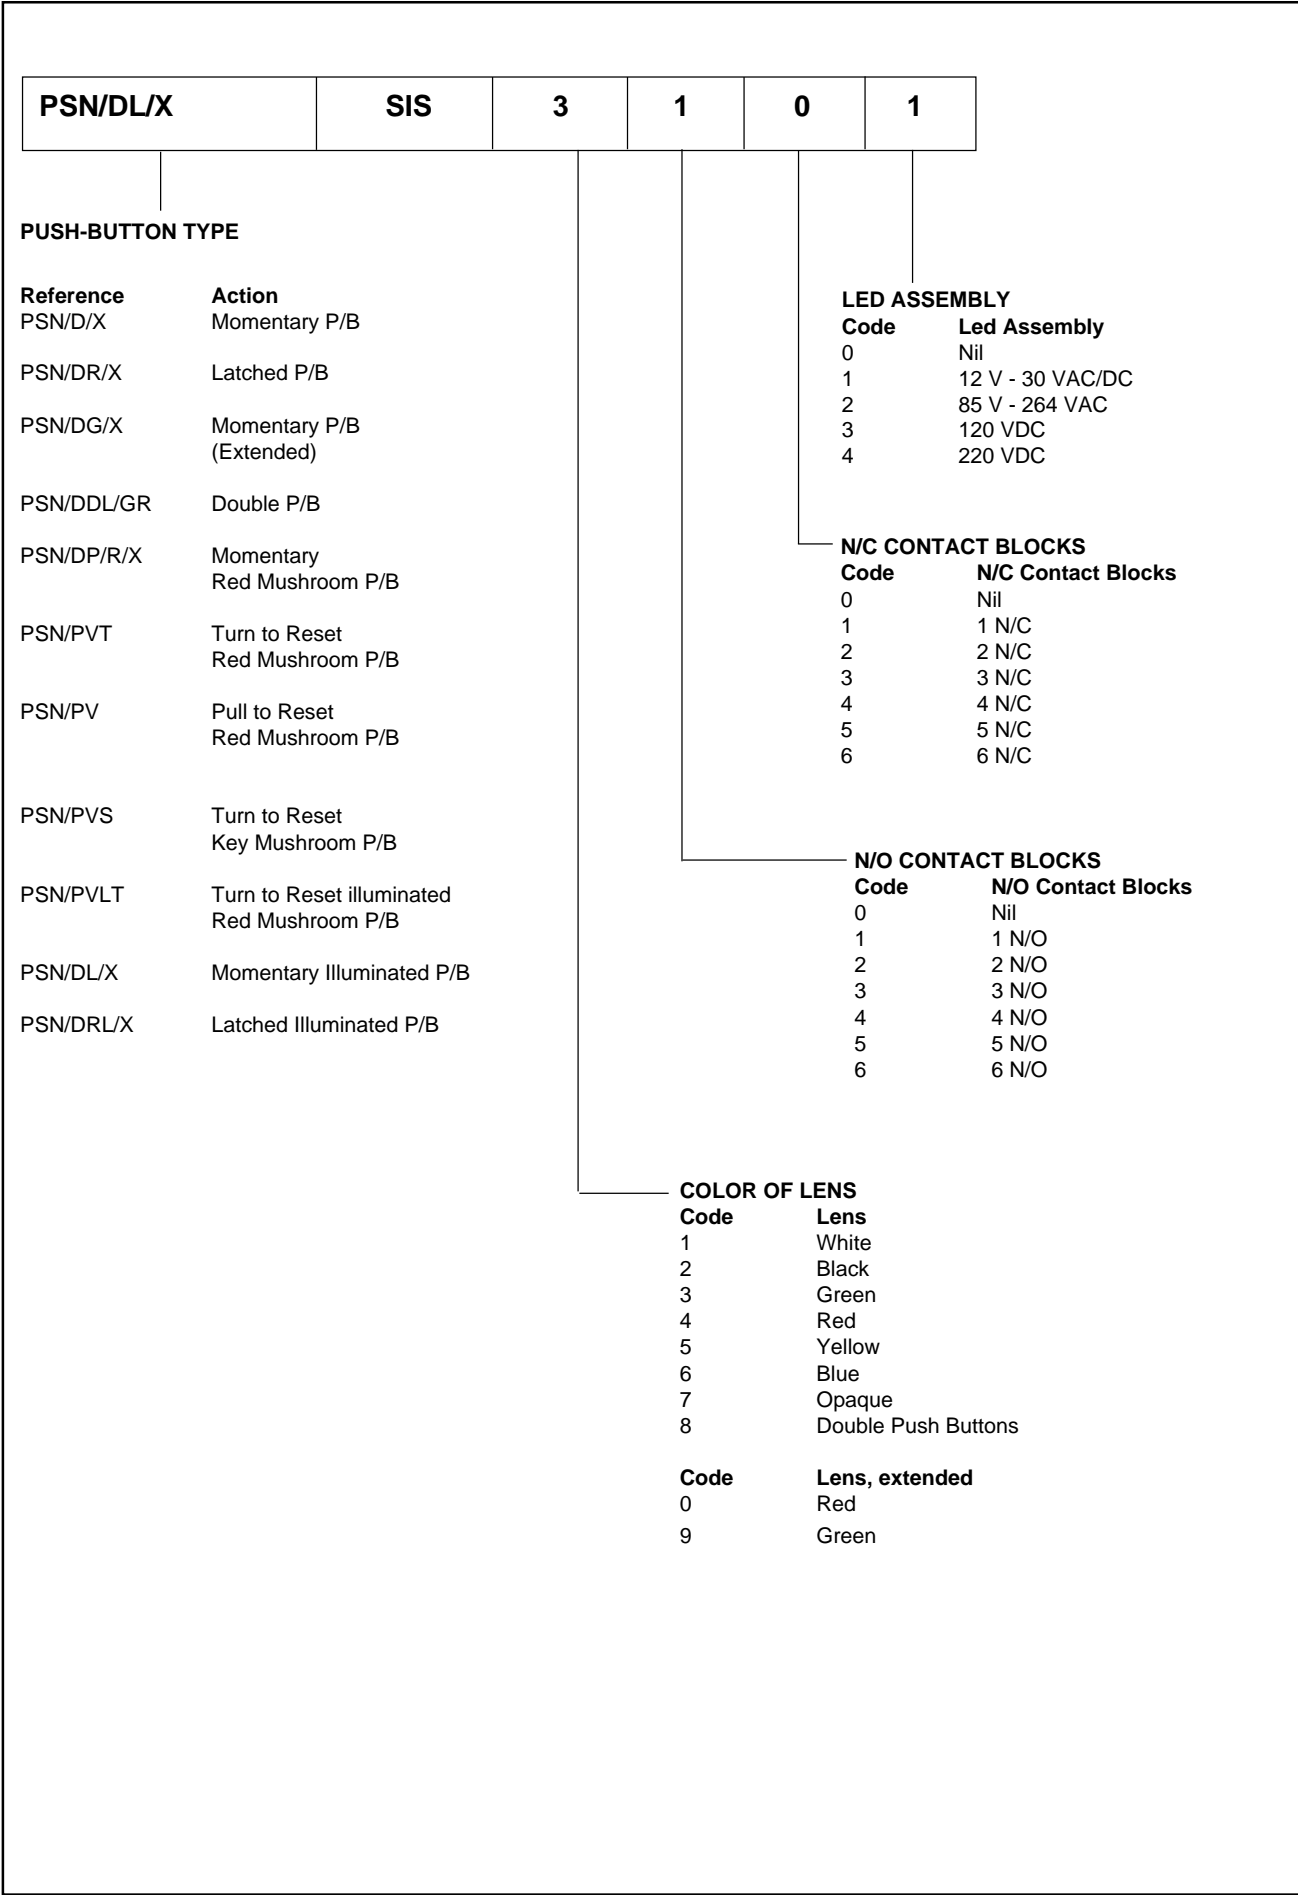 PSN/DL/X SIS 3 1 0 1
PUSH-BUTTON TYPE
Reference Action
PSN/D/X Momentary P/B
PSN/DR/X Latched P/B
PSN/DG/X Momentary P/B
(Extended)
PSN/DDL/GR Double P/B
PSN/DP/R/X Momentary
Red Mushroom P/B
PSN/PVT Turn to Reset
Red Mushroom P/B
PSN/PV Pull to Reset
Red Mushroom P/B
PSN/PVS Turn to Reset
Key Mushroom P/B
PSN/PVLT Turn to Reset illuminated
Red Mushroom P/B
PSN/DL/X Momentary Illuminated P/B
PSN/DRL/X Latched Illuminated P/B
LED ASSEMBLY
Code Led Assembly
0 Nil
1 12 V - 30 VAC/DC
2 85 V - 264 VAC
3 120 VDC
4 220 VDC
N/C CONTACT BLOCKS
Code N/C Contact Blocks
0 Nil
1 1 N/C
2 2 N/C
3 3 N/C
4 4 N/C
5 5 N/C
6 6 N/C
N/O CONTACT BLOCKS
Code N/O Contact Blocks
0 Nil
1 1 N/O
2 2 N/O
3 3 N/O
4 4 N/O
5 5 N/O
6 6 N/O
COLOR OF LENS
Code Lens
1 White
2 Black
3 Green
4 Red
5 Yellow
6 Blue
7 Opaque
8 Double Push Buttons
Code Lens, extended
0 Red
9 Green